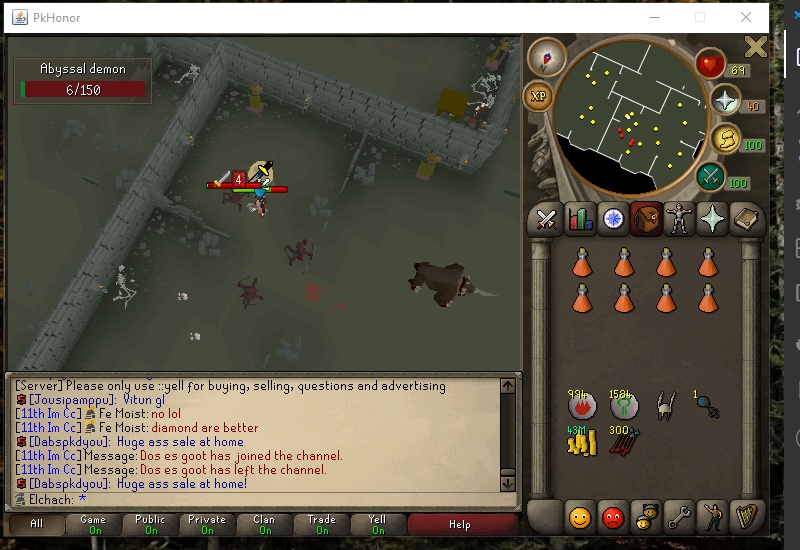 PkHonor
Abyssal demon
6/150
4
XP
69
40
100
100
994
1584
1
43M
300
[Server] Please only use ::yell for buying, selling, questions and advertising
[Jousipamppu]: Vitun gl
[11th Im Cc] Fe Moist: no lol
[11th Im Cc] Fe Moist: diamond are better
[Dabspkdyou]: Huge ass sale at home
[11th Im Cc] Message: Dos es goot has joined the channel.
[11th Im Cc] Message: Dos es goot has left the channel.
[Dabspkdyou]: Huge ass sale at home!
Elchach: *
All
Game
On
Public
On
Private
On
Clan
On
Trade
On
Yell
On
Help